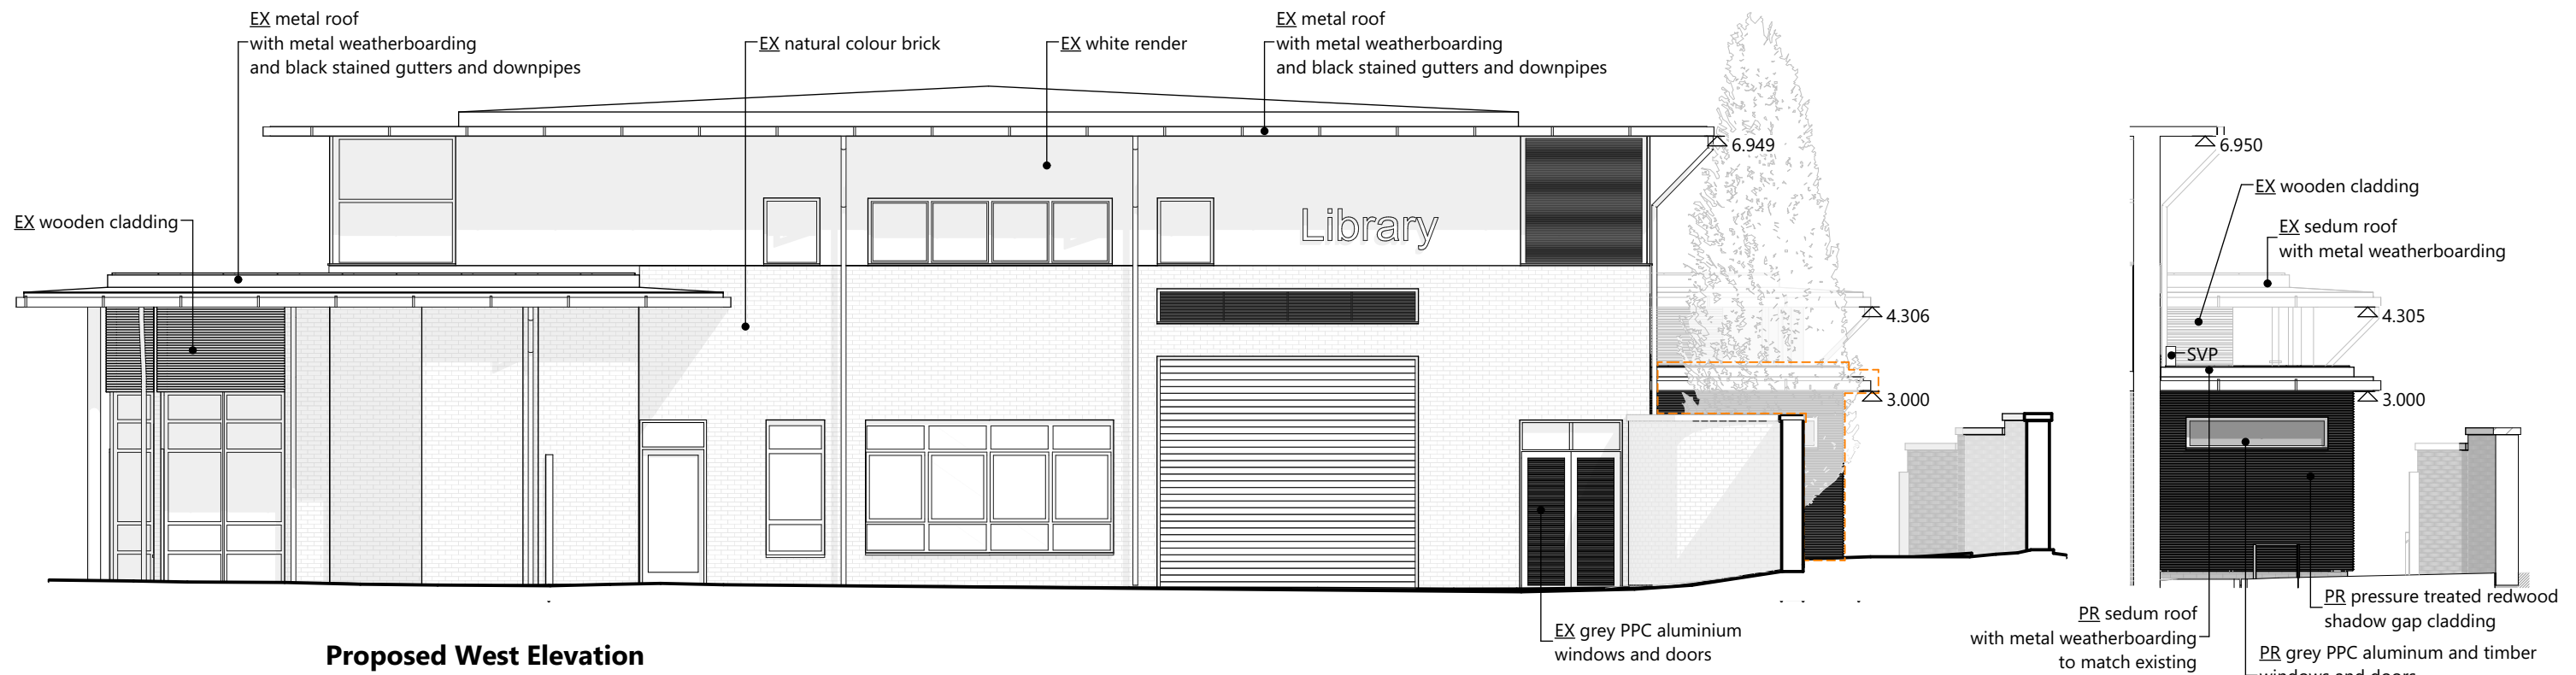 EX metal roof
with metal weatherboarding
and black stained gutters and downpipes
EX natural colour brick
EX white render
EX metal roof
with metal weatherboarding
and black stained gutters and downpipes
6.949
6.950
EX wooden cladding
EX wooden cladding
EX sedum roof
with metal weatherboarding
Library
4.306
4.305
SVP
3.000
3.000
EX grey PPC aluminium
windows and doors
PR sedum roof
with metal weatherboarding
to match existing
PR pressure treated redwood
shadow gap cladding
PR grey PPC aluminum and timber
windows and doors
Proposed West Elevation